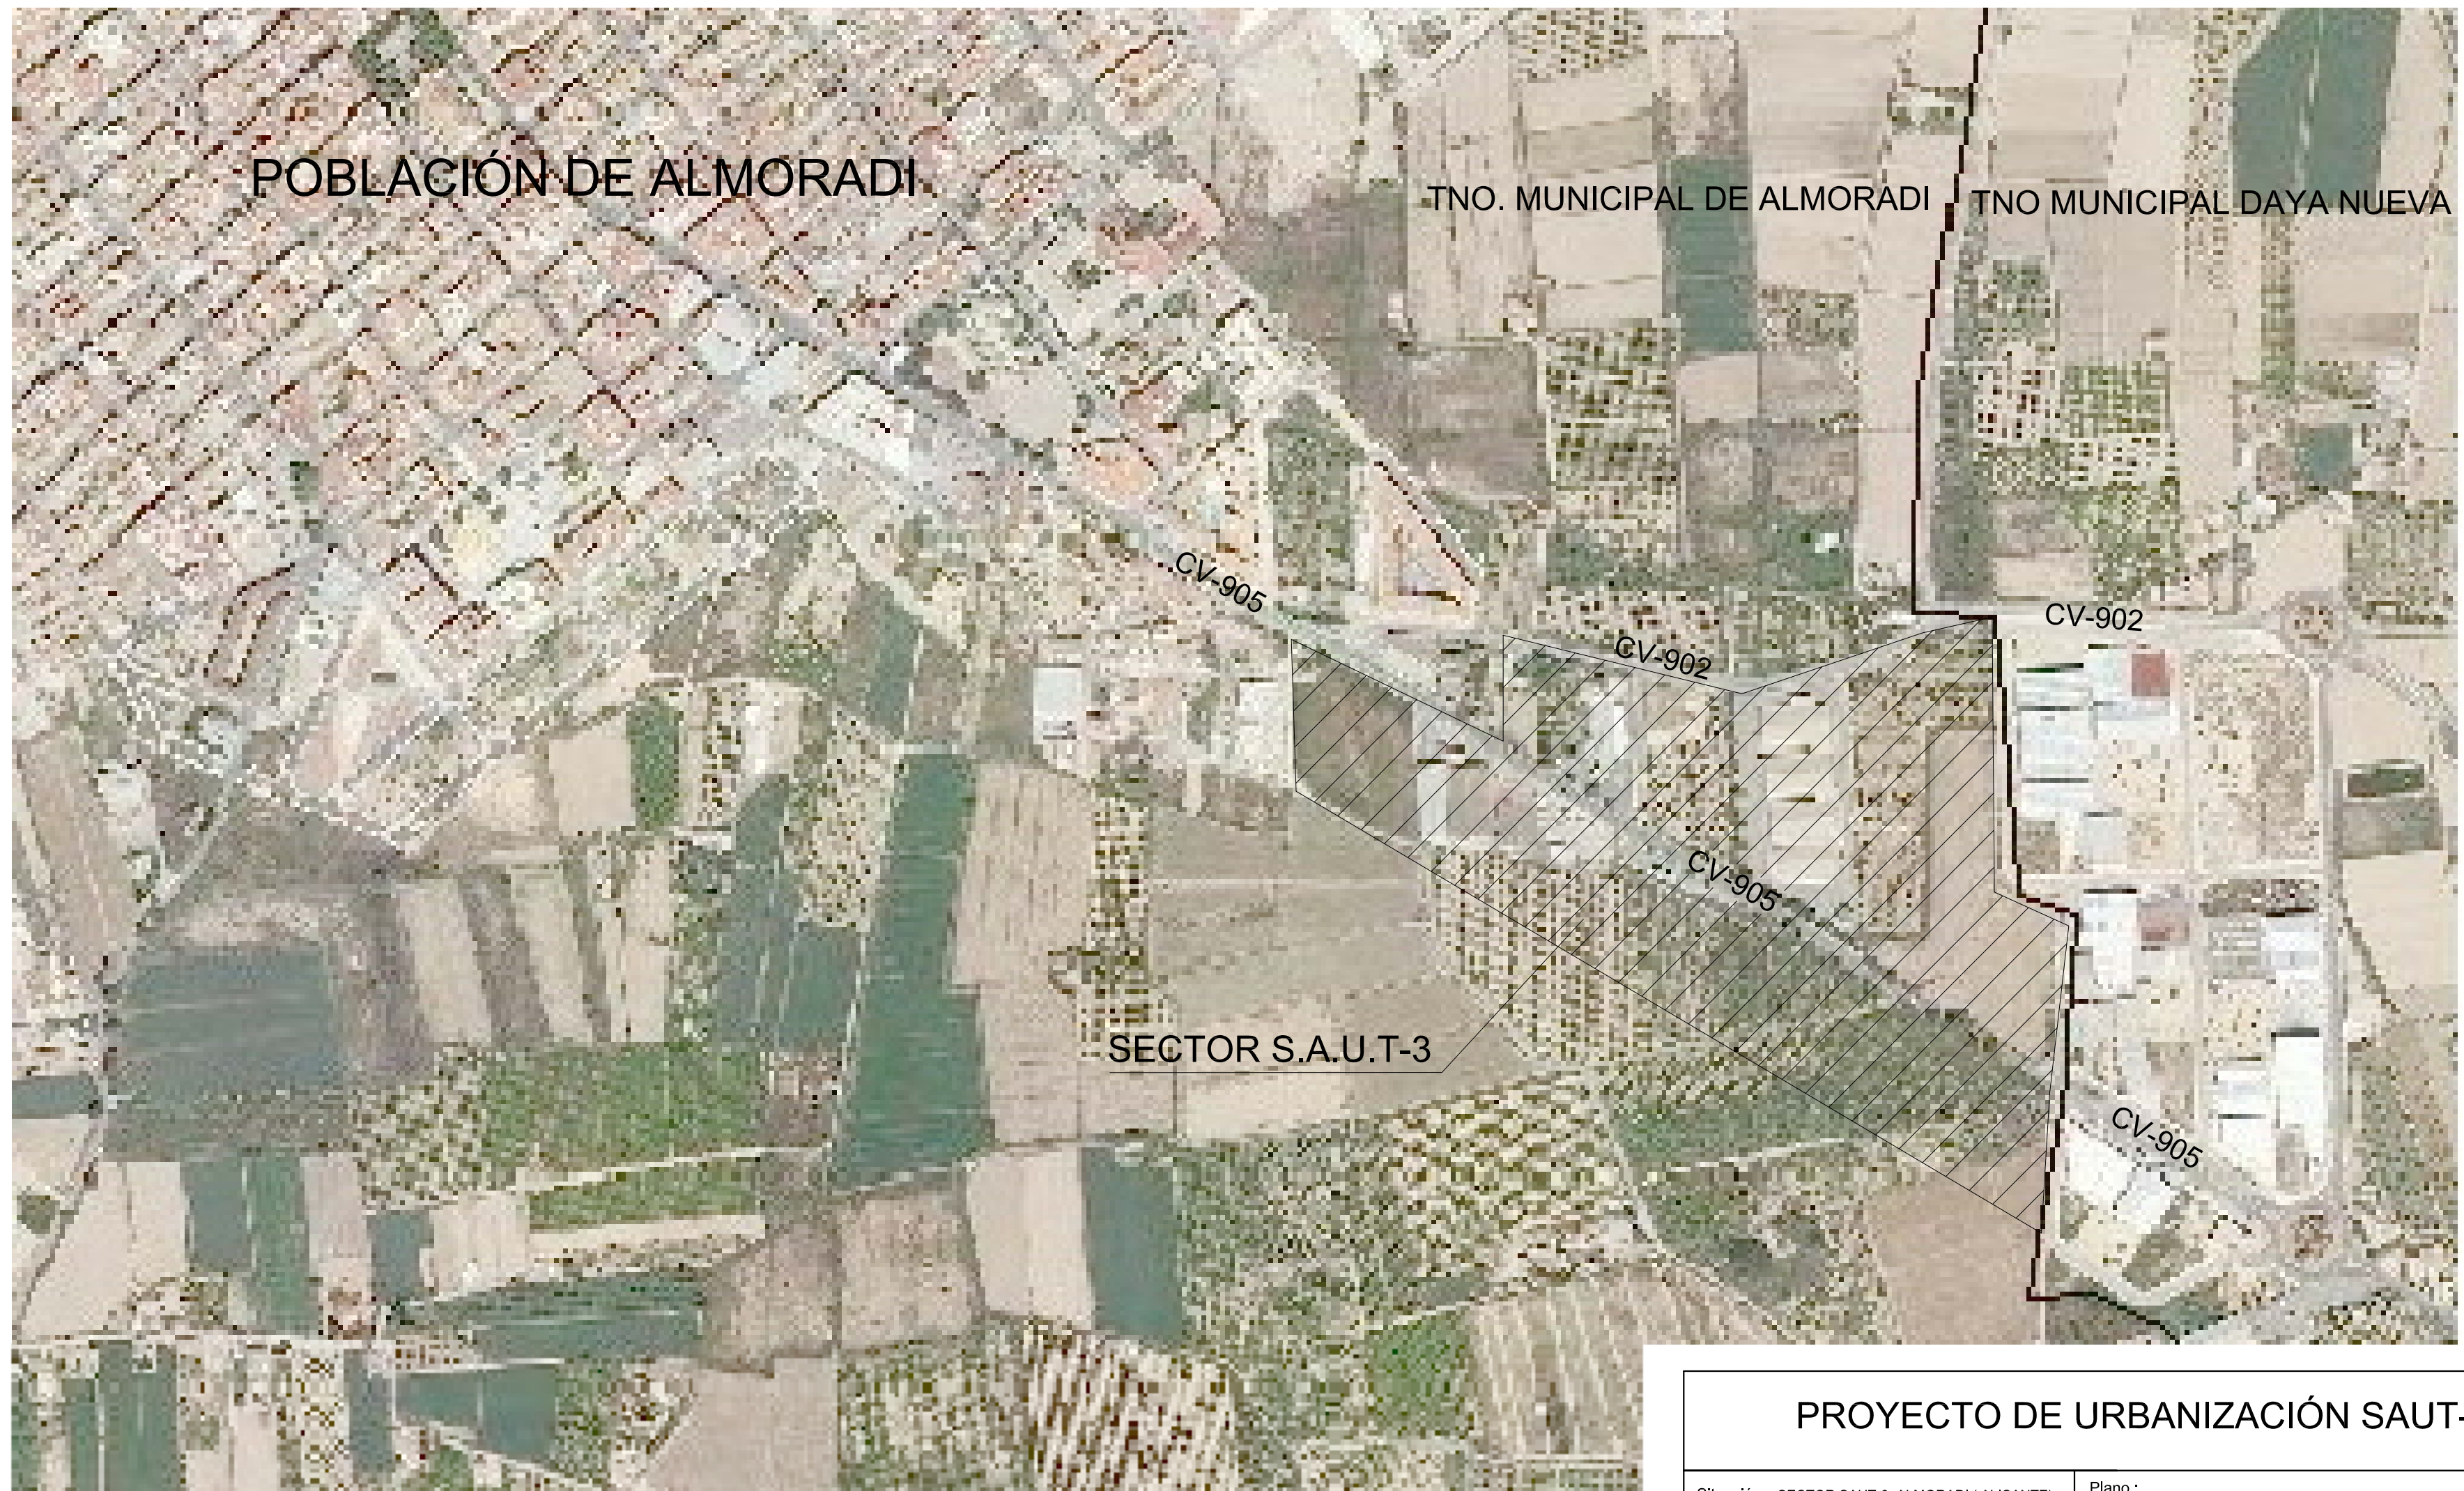 POBLACIÓN DE ALMORADI
TNO. MUNICIPAL DE ALMORADI
TNO MUNICIPAL DAYA NUEVA
CV-905
CV-902
CV-902
CV-905
SECTOR S.A.U.T-3
CV-905
PROYECTO DE URBANIZACIÓN SAUT-
Plano :